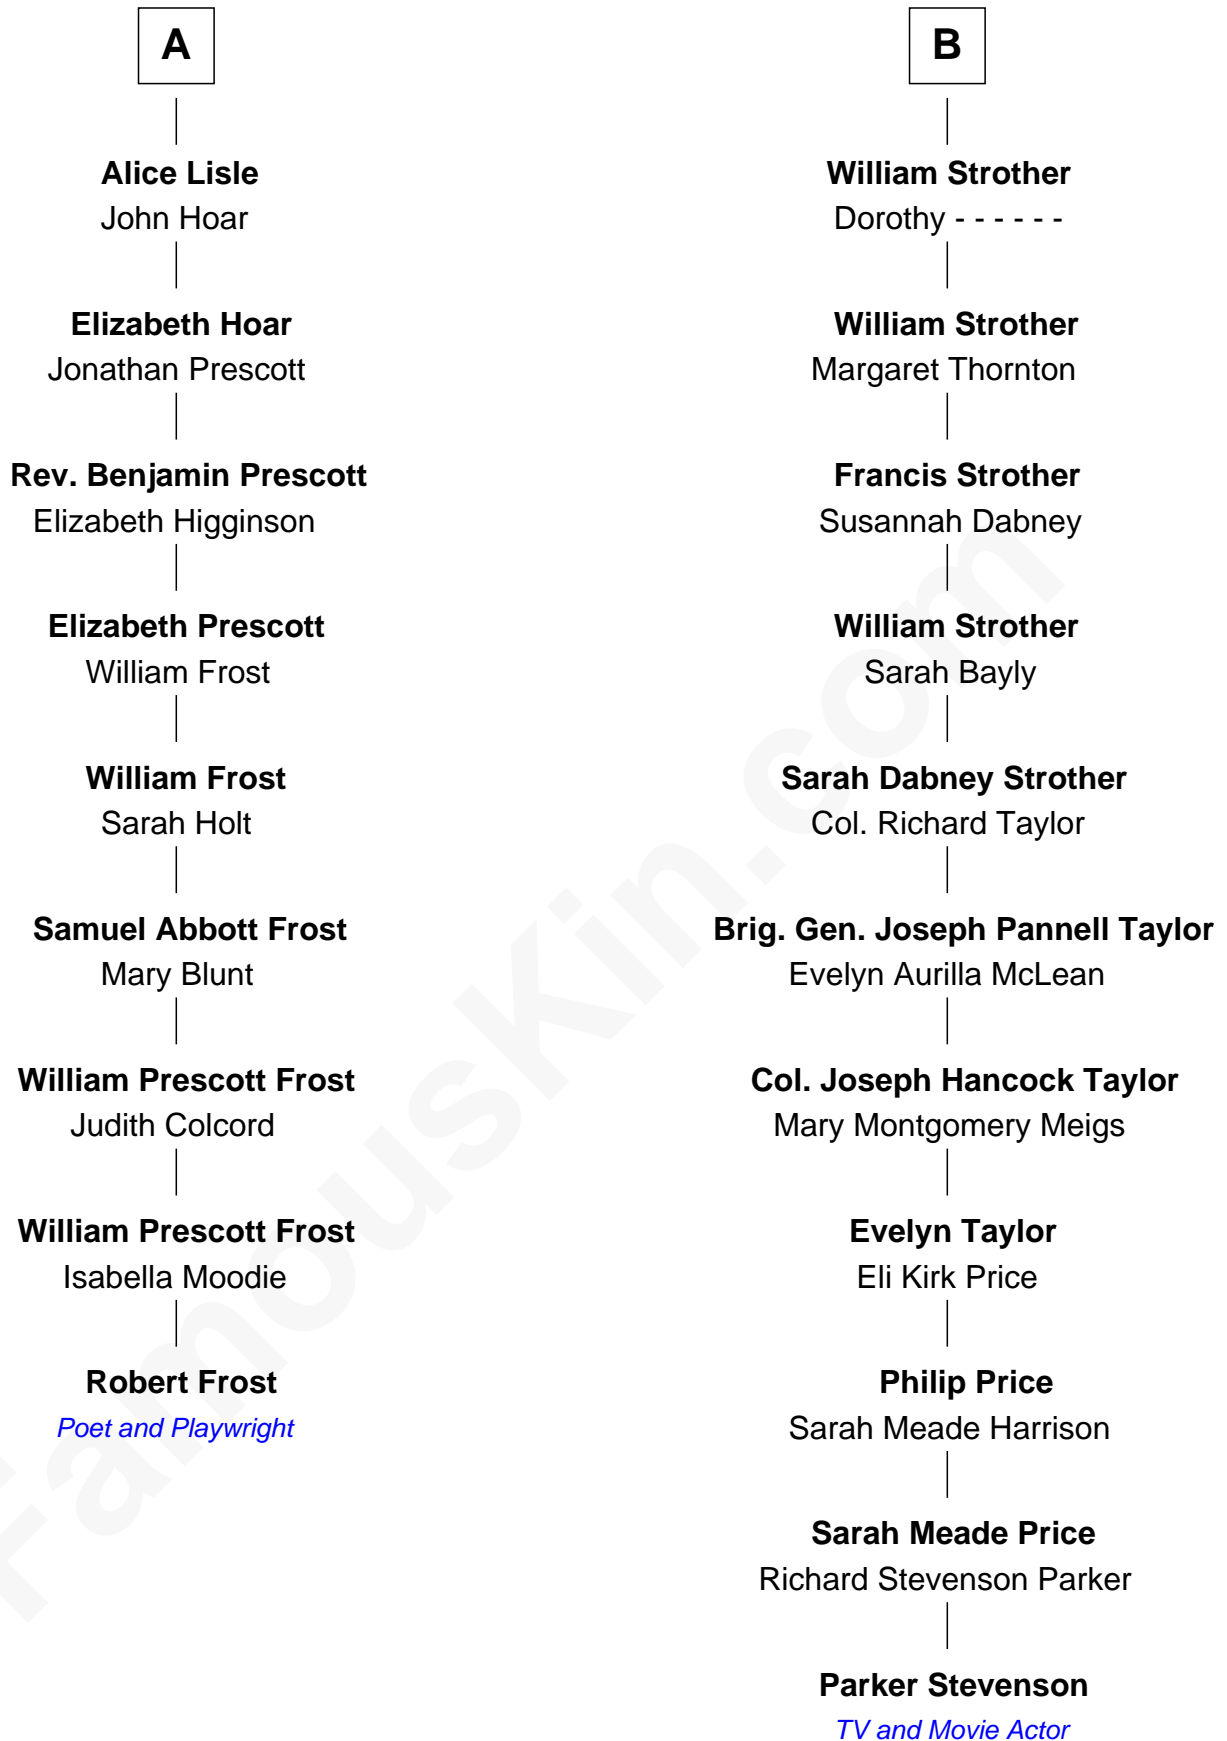 A
Alice Lisle
John Hoar
Elizabeth Hoar
Jonathan Prescott
Rev. Benjamin Prescott
Elizabeth Higginson
Elizabeth Prescott
William Frost
William Frost
Sarah Holt
Samuel Abbott Frost
Mary Blunt
William Prescott Frost
Judith Colcord
William Prescott Frost
Isabella Moodie
Robert Frost
Poet and Playwright
B
William Strother
Dorothy - - - - - -
William Strother
Margaret Thornton
Francis Strother
Susannah Dabney
William Strother
Sarah Bayly
Sarah Dabney Strother
Col. Richard Taylor
Brig. Gen. Joseph Pannell Taylor
Evelyn Aurilla McLean
Col. Joseph Hancock Taylor
Mary Montgomery Meigs
Evelyn Taylor
Eli Kirk Price
Philip Price
Sarah Meade Harrison
Sarah Meade Price
Richard Stevenson Parker
Parker Stevenson
TV and Movie Actor
FamousKin.com